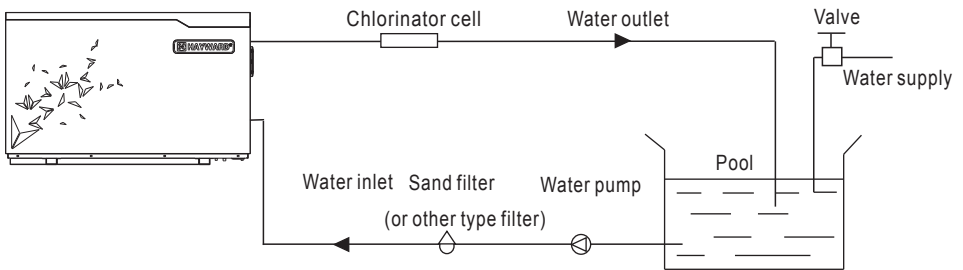 Chlorinator cell
Water outlet
Valve
HAYWARD®
Water supply
Pool
Water inlet
Sand filter
(or other type filter)
Water pump